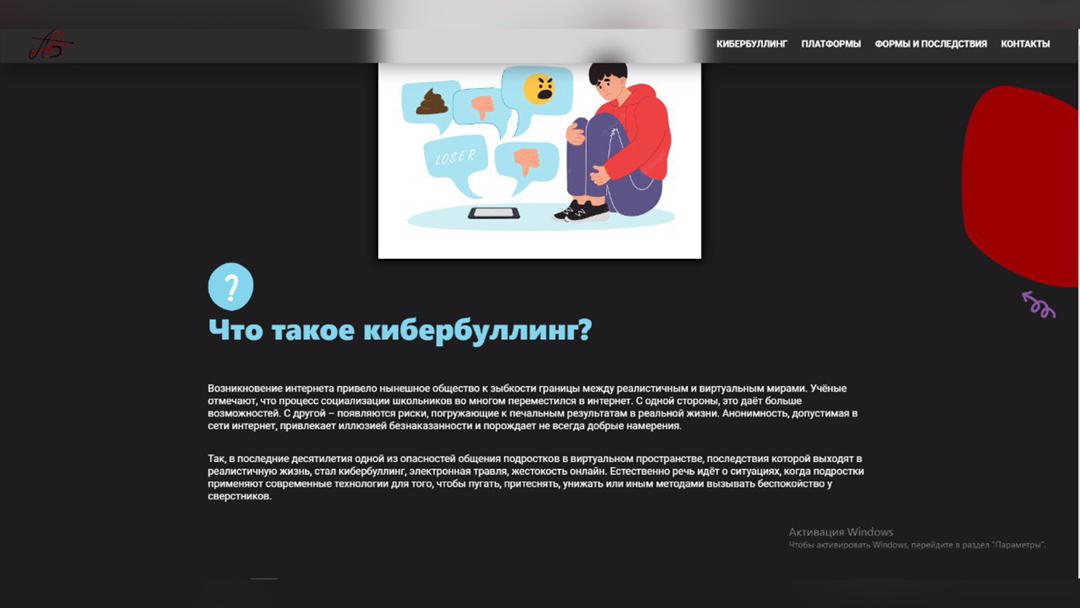 КИБЕРБУЛЛИНГ ПЛАТФОРМЫ ФОРМЫ И ПОСЛЕДСТВИЯ КОНТАКТЫ
LOSER
?
Что такое кибербуллинг?
Возникновение интернета привело нынешнее общество к зыбкости границы между реалистичным и виртуальным мирами. Учёные
отмечают, что процесс социализации школьников во многом переместился в интернет. С одной стороны, это даёт больше
возможностей. С другой – появляются риски, погружающие к печальным результатам в реальной жизни. Анонимность, допустимая в
сети интернет, привлекает иллюзией безнаказанности и порождает не всегда добрые намерения.
Так, в последние десятилетия одной из опасностей общения подростков в виртуальном пространстве, последствия которой выходят в
реалистичную жизнь, стал кибербуллинг, электронная травля, жестокость онлайн. Естественно речь идёт о ситуациях, когда подростки
применяют современные технологии для того, чтобы пугать, притеснять, унижать или иным методами вызывать беспокойство у
сверстников.
Активация Windows
Чтобы активировать Windows, перейдите в раздел "Параметры".